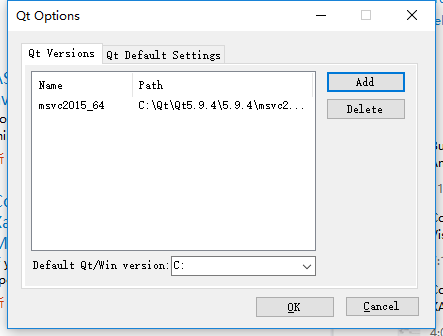 Qt Options
Qt Versions Qt Default Settings
Name Path
msvc2015_64 C:\Qt\Qt5.9.4\5.9.4\msvc2...
Add
Delete
Default Qt/Win version: C:
OK Cancel